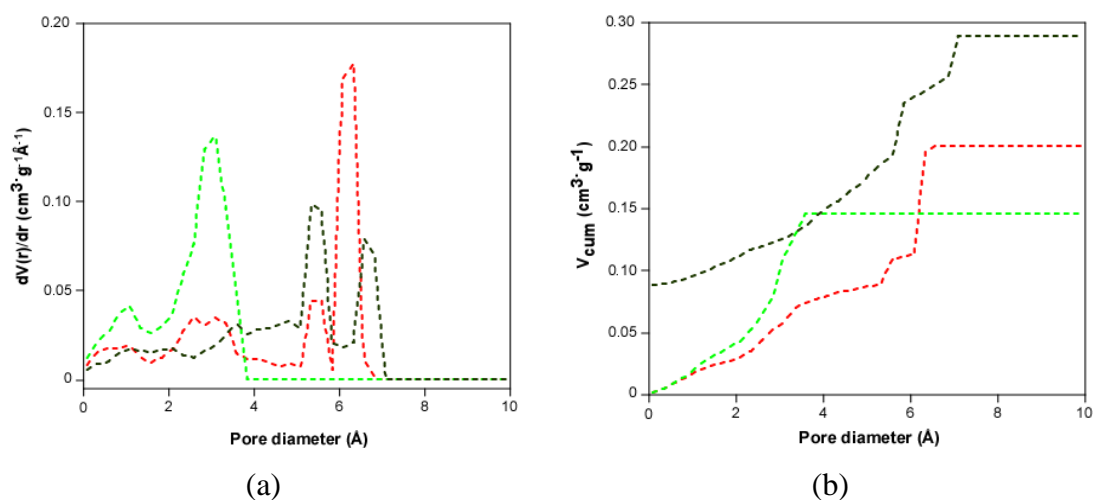 0.20
0.15
0.10
0.05
0
dV(r)/dr (cm³·g⁻¹Å⁻¹)
0 2 4 6 8 10
Pore diameter (Å)
(a)
0.30
0.25
0.20
0.15
0.10
0.05
0
Vcum (cm³·g⁻¹)
0 2 4 6 8 10
Pore diameter (Å)
(b)